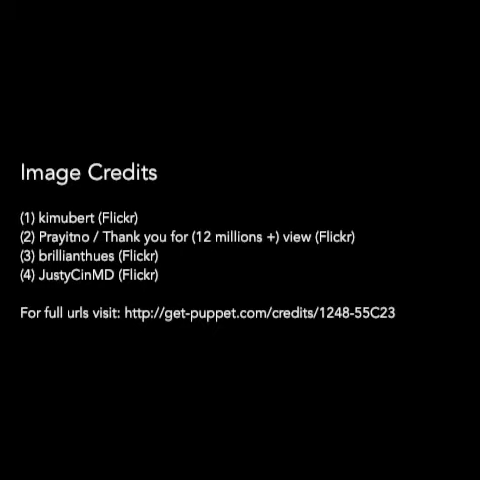 Image Credits
(1) kimubert (Flickr)
(2) Prayitno / Thank you for (12 millions +) view (Flickr)
(3) brillianthues (Flickr)
(4) JustyCinMD (Flickr)
For full urls visit: http://get-puppet.com/credits/1248-55C23